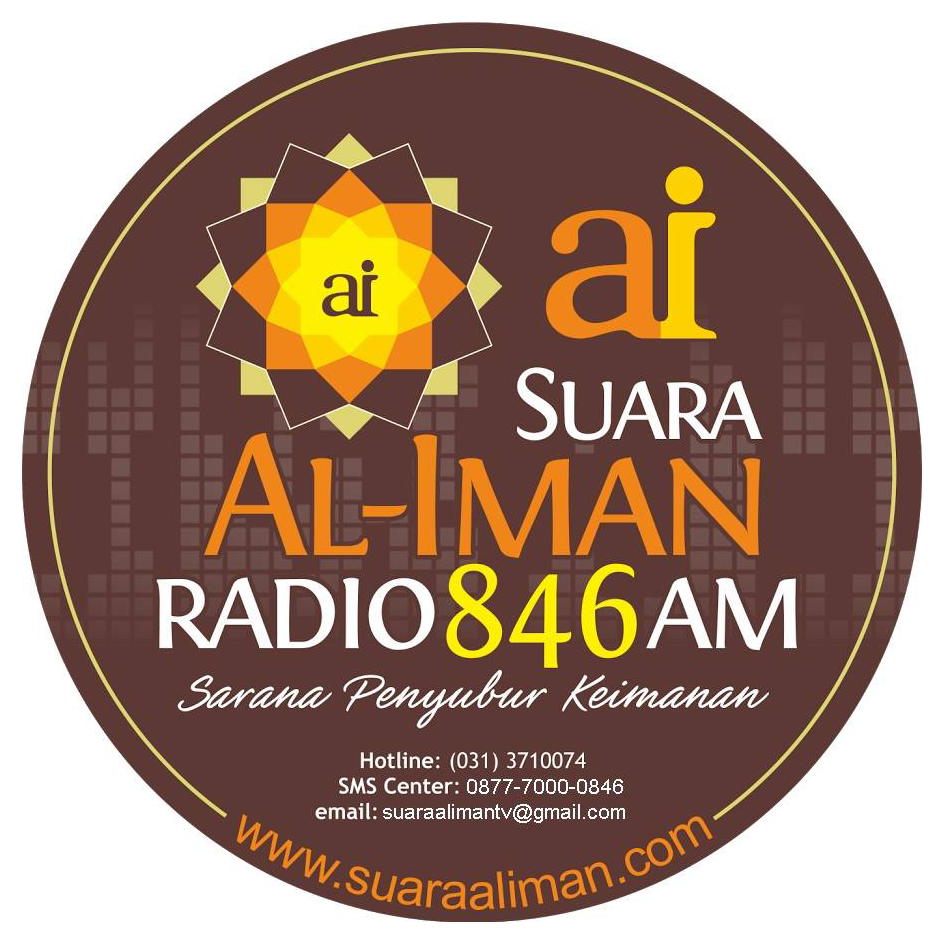 ai
ai
SUARA
AL-IMAN
RADIO 846 AM
Sarana Penyubur Keimanan
Hotline: (031) 3710074
SMS Center: 0877-7000-0846
email: suaraalimantv@gmail.com
www.suaraaliman.com